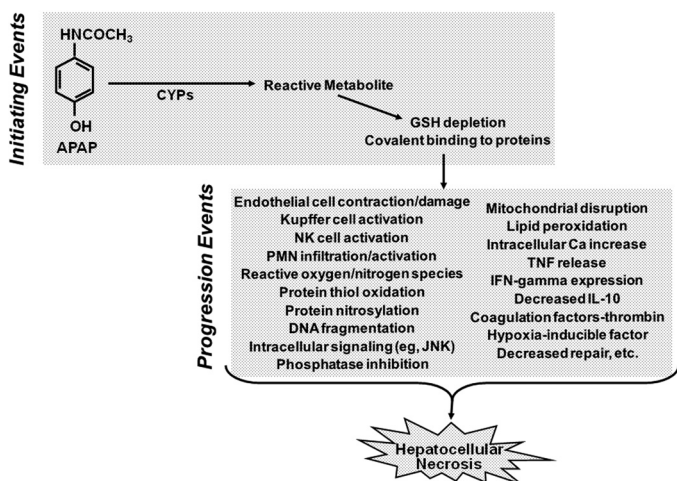 Initiating Events
HNCOCH₃
OH
APAP
CYPs
Reactive Metabolite
GSH depletion
Covalent binding to proteins
Progression Events
Endothelial cell contraction/damage
Kupffer cell activation
NK cell activation
PMN infiltration/activation
Reactive oxygen/nitrogen species
Protein thiol oxidation
Protein nitrosylation
DNA fragmentation
Intracellular signaling (eg, JNK)
Phosphatase inhibition
Mitochondrial disruption
Lipid peroxidation
Intracellular Ca increase
TNF release
IFN-gamma expression
Decreased IL-10
Coagulation factors-thrombin
Hypoxia-inducible factor
Decreased repair, etc.
Hepatocellular
Necrosis